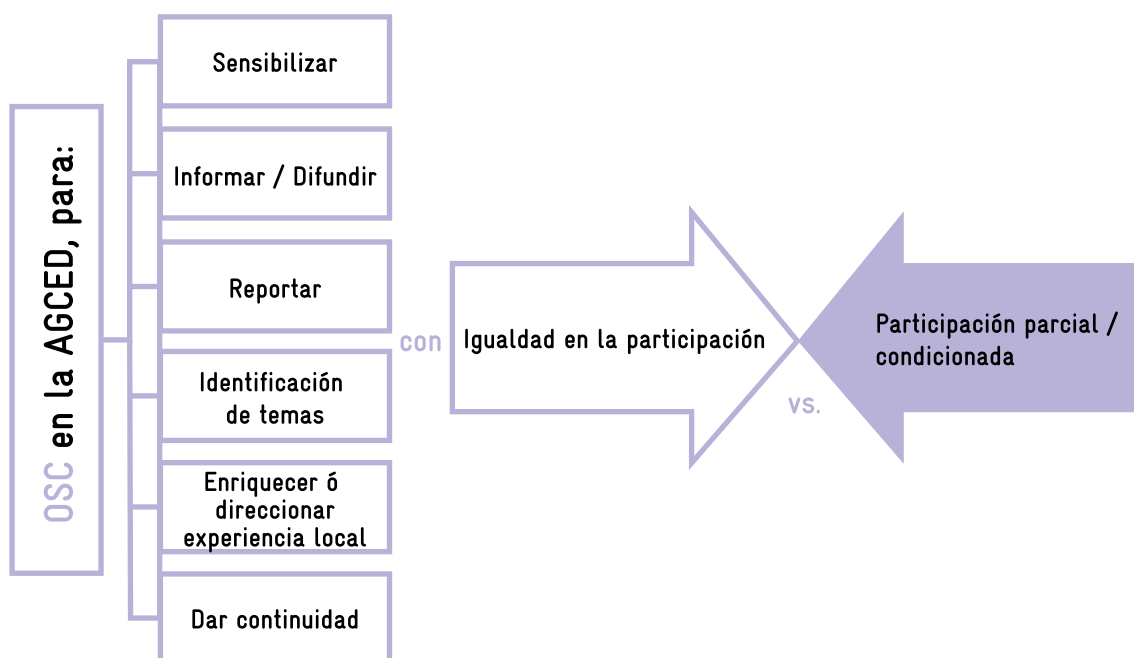 OSC en la AGCED, para:
Sensibilizar
Informar / Difundir
Reportar
Identificación
de temas
Enriquecer ó
direccionar
experiencia local
Dar continuidad
con
Igualdad en la participación
vs.
Participación parcial /
condicionada